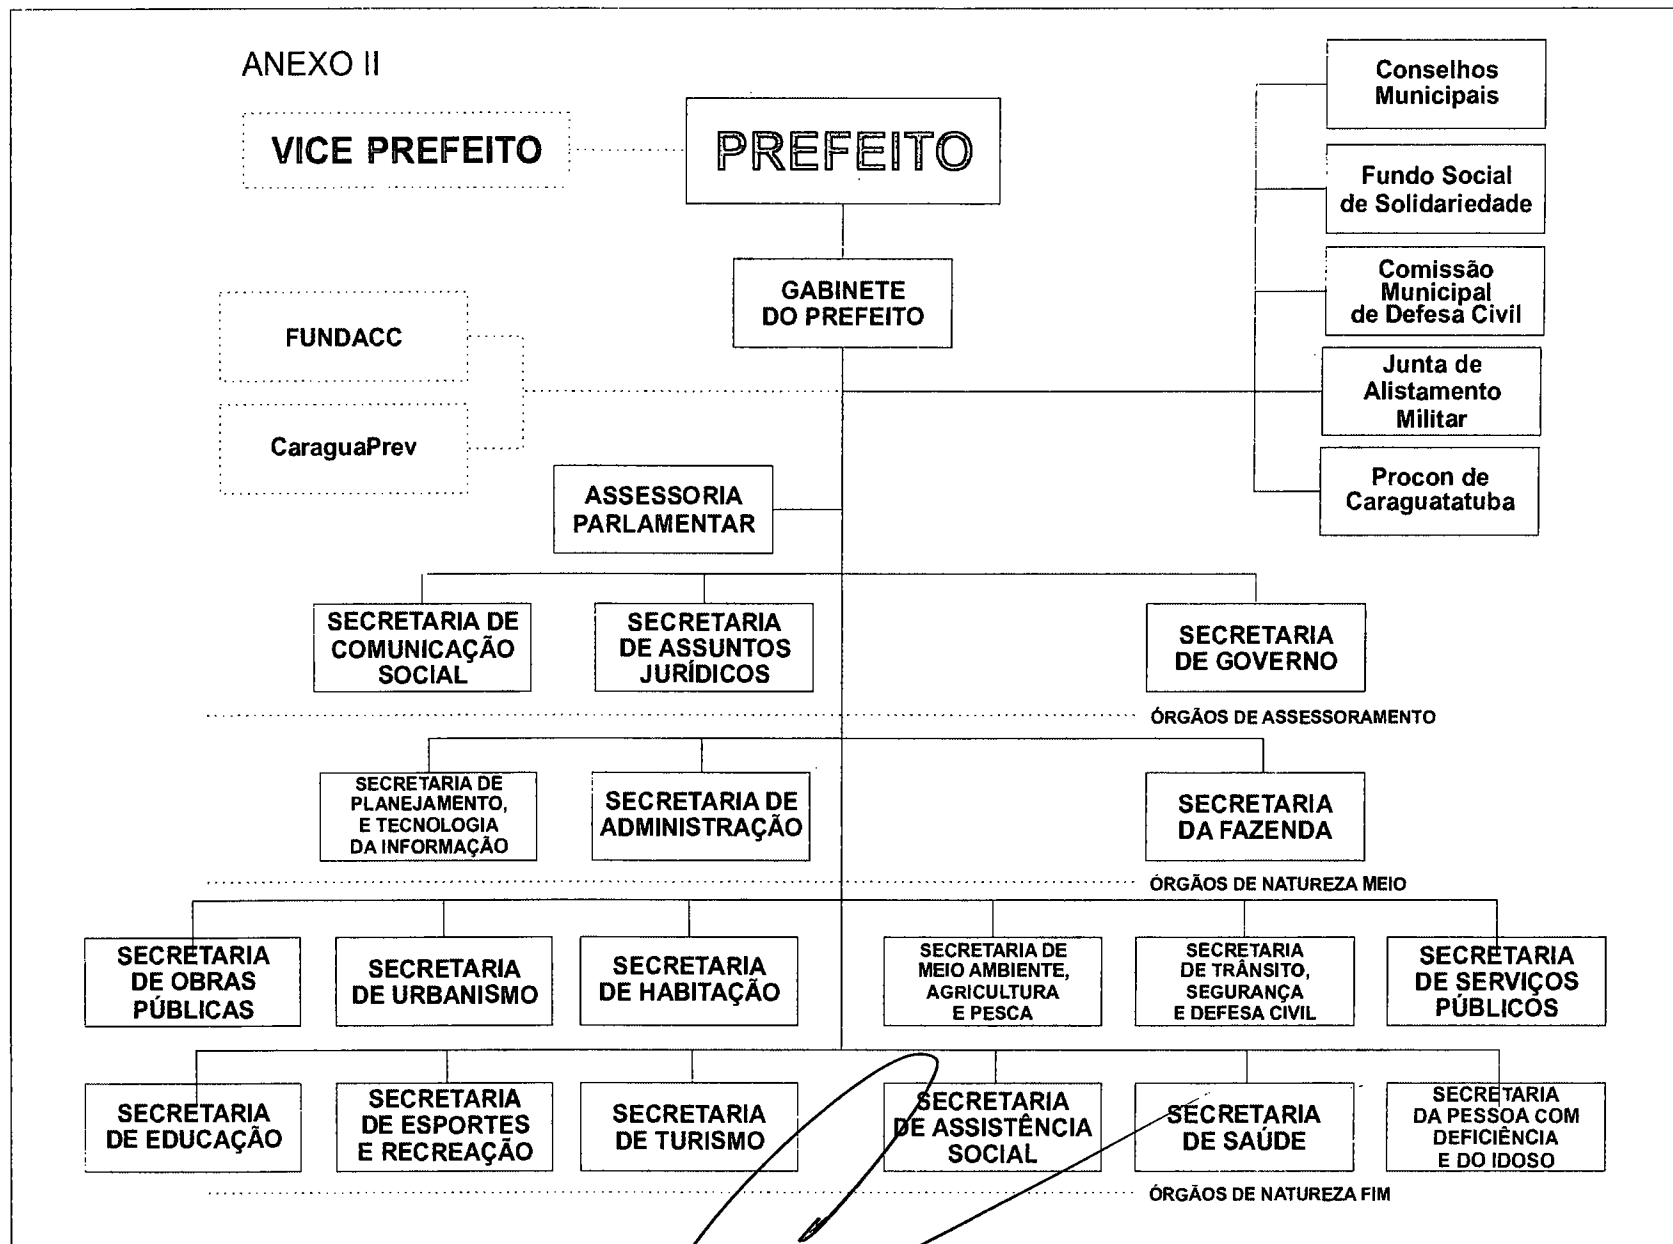 ANEXO II
VICE PREFEITO
PREFEITO
Conselhos
Municipais
Fundo Social
de Solidariedade
GABINETE
DO PREFEITO
Comissão
Municipal
de Defesa Civil
FUNDACC
Junta de
Alistamento
Militar
CaraguaPrev
Procon de
Caraguatatuba
ASSESSORIA
PARLAMENTAR
SECRETARIA DE
COMUNICAÇÃO
SOCIAL
SECRETARIA
DE ASSUNTOS
JURÍDICOS
SECRETARIA
DE GOVERNO
ÓRGÃOS DE ASSESSORAMENTO
SECRETARIA DE
PLANEJAMENTO,
E TECNOLOGIA
DA INFORMAÇÃO
SECRETARIA DE
ADMINISTRAÇÃO
SECRETARIA
DA FAZENDA
ÓRGÃOS DE NATUREZA MEIO
SECRETARIA
DE OBRAS
PÚBLICAS
SECRETARIA
DE URBANISMO
SECRETARIA
DE HABITAÇÃO
SECRETARIA DE
MEIO AMBIENTE,
AGRICULTURA
E PESCA
SECRETARIA
DE TRÂNSITO,
SEGURANÇA
E DEFESA CIVIL
SECRETARIA
DE SERVIÇOS
PÚBLICOS
SECRETARIA
DE EDUCAÇÃO
SECRETARIA
DE ESPORTES
E RECREAÇÃO
SECRETARIA
DE TURISMO
SECRETARIA
DE ASSISTÊNCIA
SOCIAL
SECRETARIA
DE SAÚDE
SECRETARIA
DA PESSOA COM
DEFICIÊNCIA
E DO IDOSO
ÓRGÃOS DE NATUREZA FIM